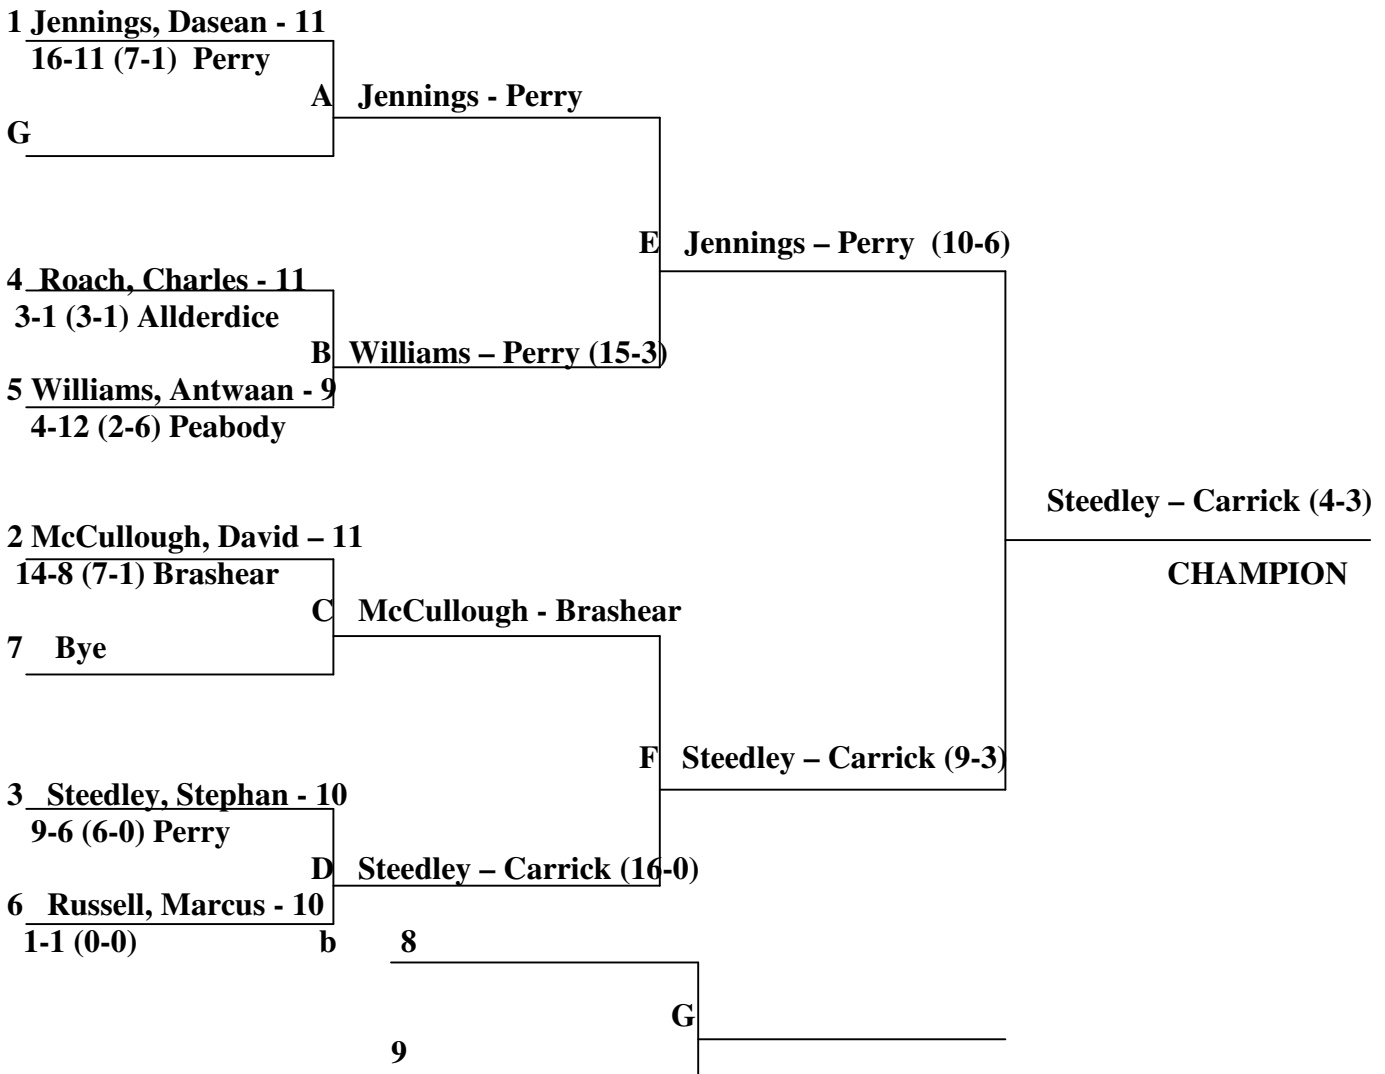 1 Jennings, Dasean - 11
16-11 (7-1) Perry
A Jennings - Perry
G
E Jennings – Perry (10-6)
4 Roach, Charles - 11
3-1 (3-1) Allderdice
B Williams – Perry (15-3)
5 Williams, Antwaan - 9
4-12 (2-6) Peabody
Steedley – Carrick (4-3)
2 McCullough, David – 11
14-8 (7-1) Brashear
CHAMPION
C McCullough - Brashear
7 Bye
F Steedley – Carrick (9-3)
3 Steedley, Stephan - 10
9-6 (6-0) Perry
D Steedley – Carrick (16-0)
6 Russell, Marcus - 10
1-1 (0-0) b 8
G
9